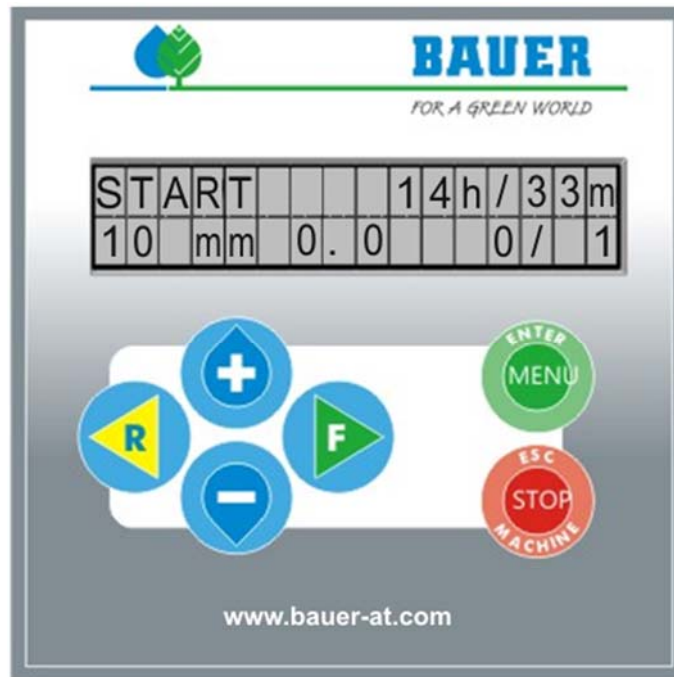 BAUER
FOR A GREEN WORLD
START 14h/33m
10 mm 0.0 0/ 1
+
R
F
-
ENTER
MENU
ESC
STOP
MACHINE
www.bauer-at.com